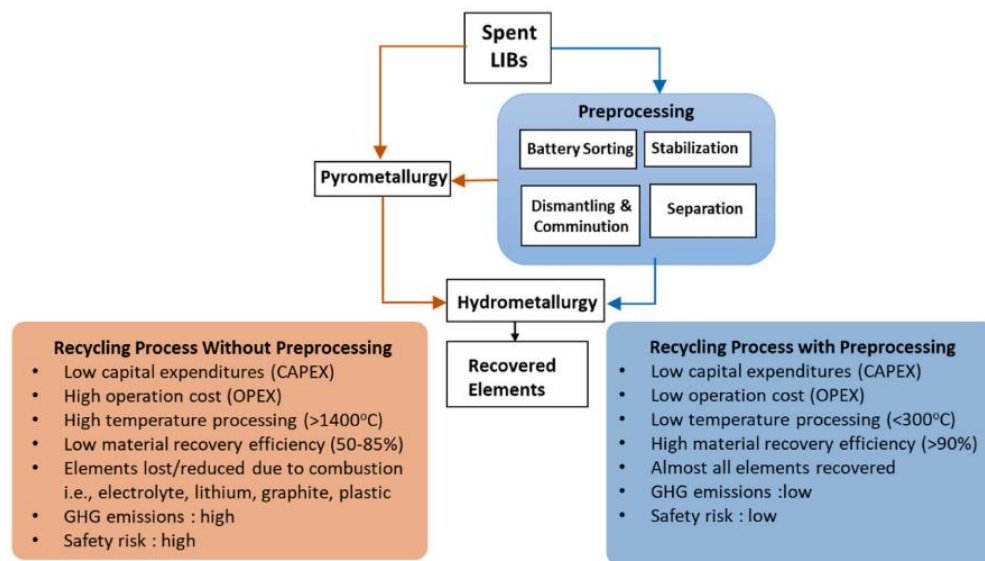 Spent
LIBs
Preprocessing
Battery Sorting
Stabilization
Dismantling &
Comminution
Separation
Pyrometallurgy
Hydrometallurgy
Recovered
Elements
Recycling Process Without Preprocessing
• Low capital expenditures (CAPEX)
• High operation cost (OPEX)
• High temperature processing (>1400°C)
• Low material recovery efficiency (50-85%)
• Elements lost/reduced due to combustion
i.e., electrolyte, lithium, graphite, plastic
• GHG emissions : high
• Safety risk : high
Recycling Process with Preprocessing
• Low capital expenditures (CAPEX)
• Low operation cost (OPEX)
• Low temperature processing (<300°C)
• High material recovery efficiency (>90%)
• Almost all elements recovered
• GHG emissions :low
• Safety risk : low